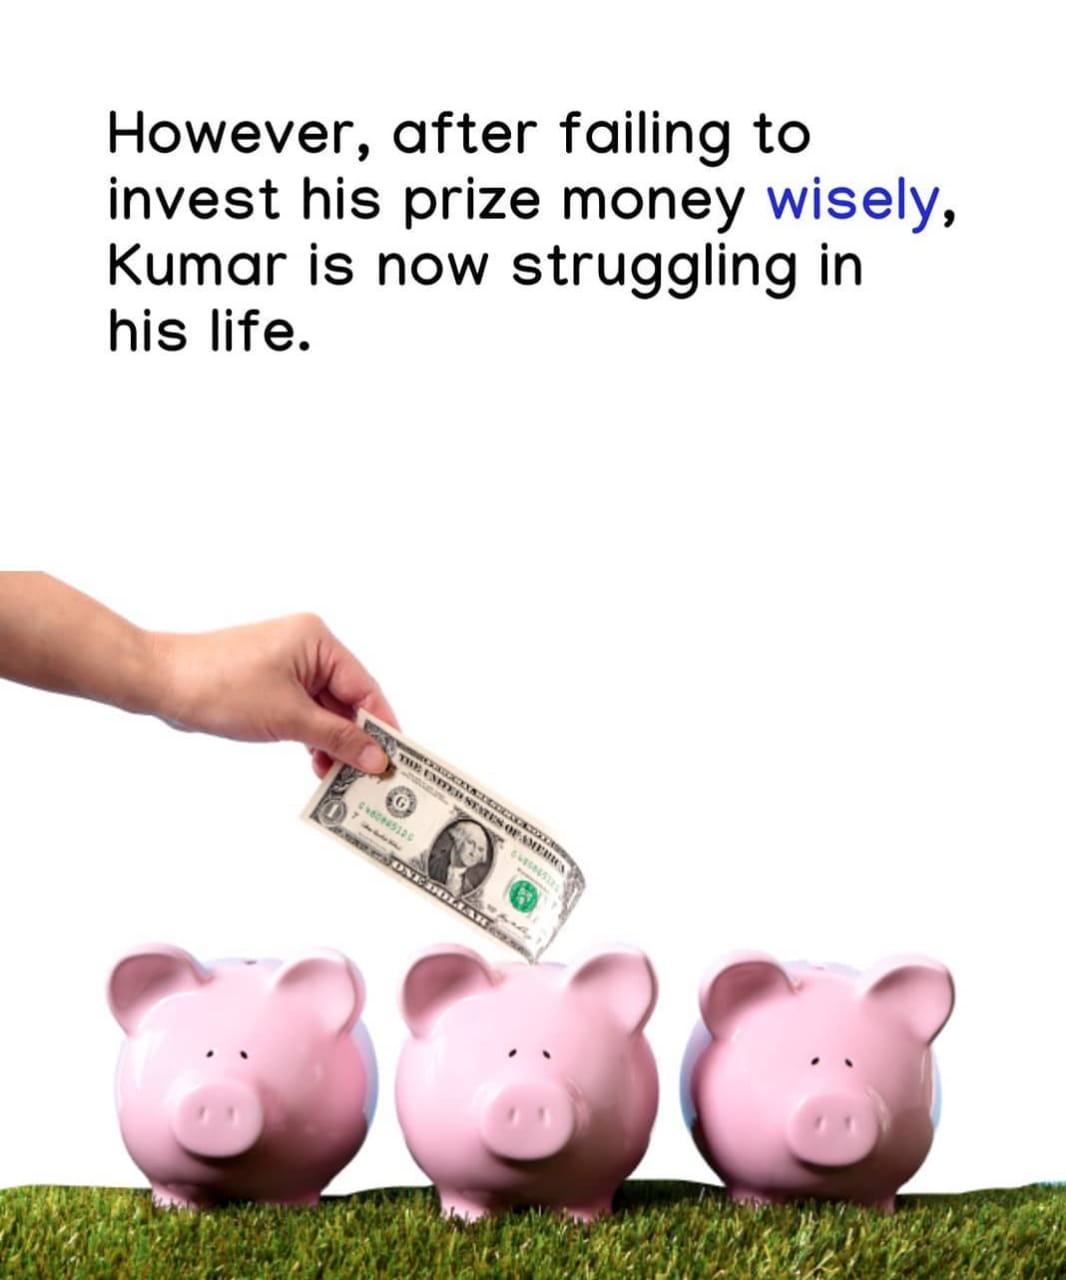 However, after failing to
invest his prize money wisely,
Kumar is now struggling in
his life.
THE UNITED STATES OF AMERICA
ONE DOLLAR